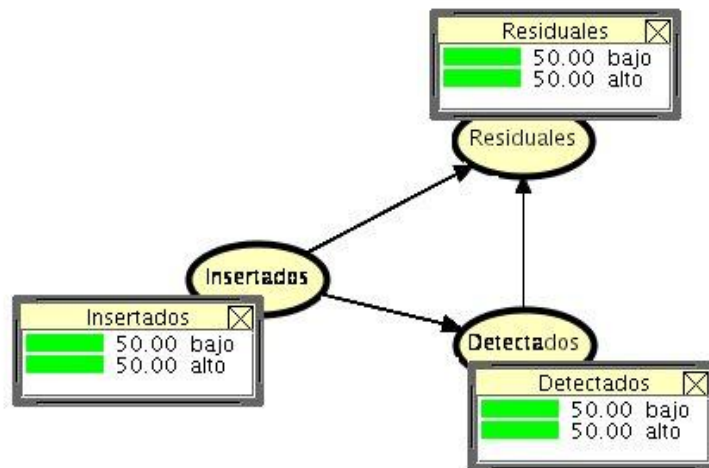 Residuales
50.00 bajo
50.00 alto
Residuales
Insertados
Insertados
50.00 bajo
50.00 alto
Detectados
Detectados
50.00 bajo
50.00 alto